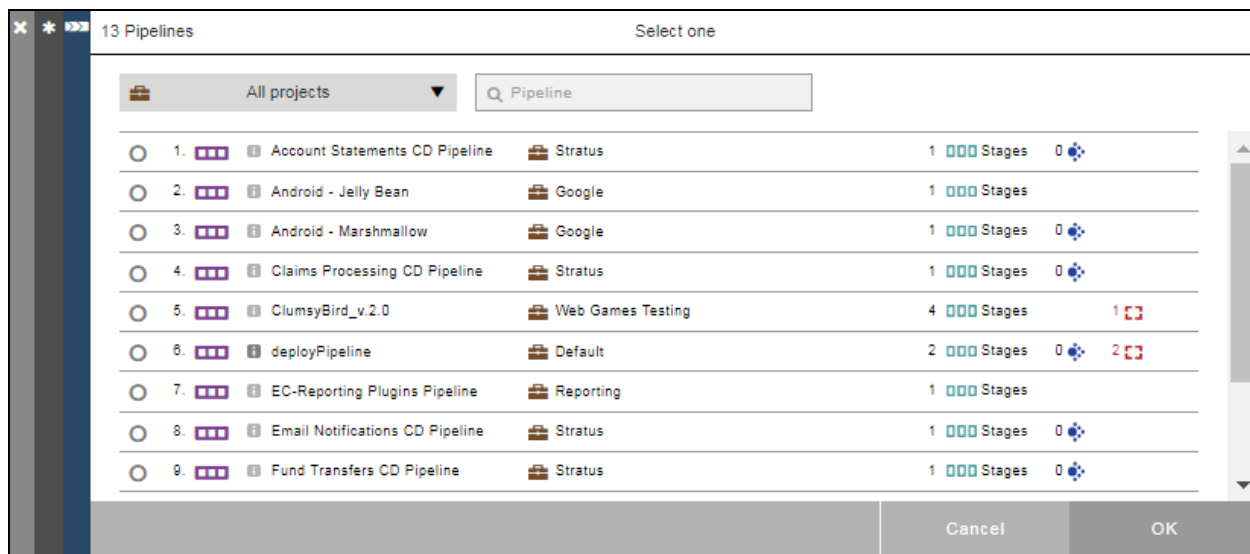 13 Pipelines Select one
All projects Pipeline
1. Account Statements CD Pipeline Stratus 1 Stages 0
2. Android - Jelly Bean Google 1 Stages
3. Android - Marshmallow Google 1 Stages 0
4. Claims Processing CD Pipeline Stratus 1 Stages 0
5. ClumsyBird_v.2.0 Web Games Testing 4 Stages 1
6. deployPipeline Default 2 Stages 0 2
7. EC-Reporting Plugins Pipeline Reporting 1 Stages
8. Email Notifications CD Pipeline Stratus 1 Stages 0
9. Fund Transfers CD Pipeline Stratus 1 Stages 0
Cancel OK